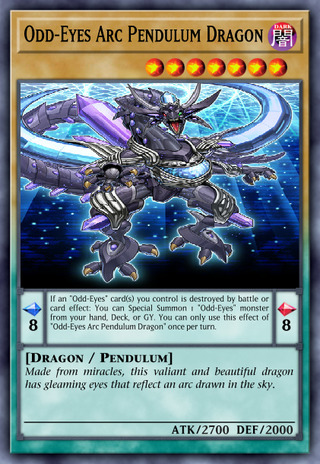 Odd-Eyes Arc Pendulum Dragon
DARK
闇
If an "Odd-Eyes" card(s) you control is destroyed by battle or
card effect: You can Special Summon 1 "Odd-Eyes" monster
from your hand, Deck, or GY. You can only use this effect of
"Odd-Eyes Arc Pendulum Dragon" once per turn.
8
8
[Dragon / Pendulum]
Made from miracles, this valiant and beautiful dragon
has gleaming eyes that reflect an arc drawn in the sky.
ATK/2700 DEF/2000